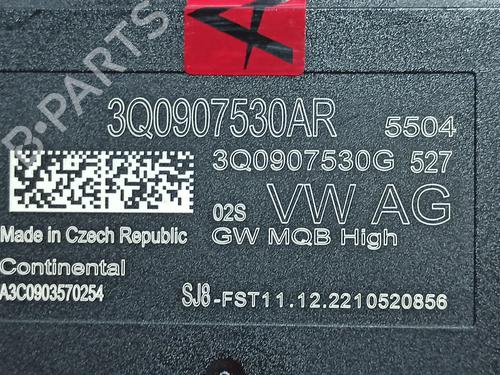 A
3Q0907530AR 5504
3Q0907530G 527
02S VW AG
Made in Czech Republic GW MQB High
Continental
A3C0903570254 SJ8-FST11.12.2210520856
B-PARTS